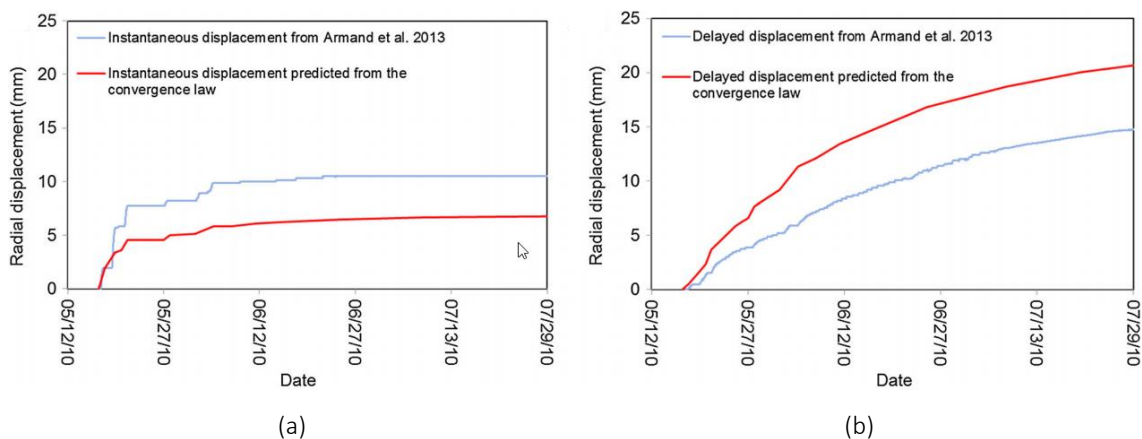 25
20
15
10
5
0
Radial displacement (mm)
Instantaneous displacement from Armand et al. 2013
Instantaneous displacement predicted from the
convergence law
05/12/10
05/27/10
06/12/10
06/27/10
07/13/10
07/29/10
Date
(a)
25
20
15
10
5
0
Radial displacement (mm)
Delayed displacement from Armand et al. 2013
Delayed displacement predicted from the
convergence law
05/12/10
05/27/10
06/12/10
06/27/10
07/13/10
07/29/10
Date
(b)